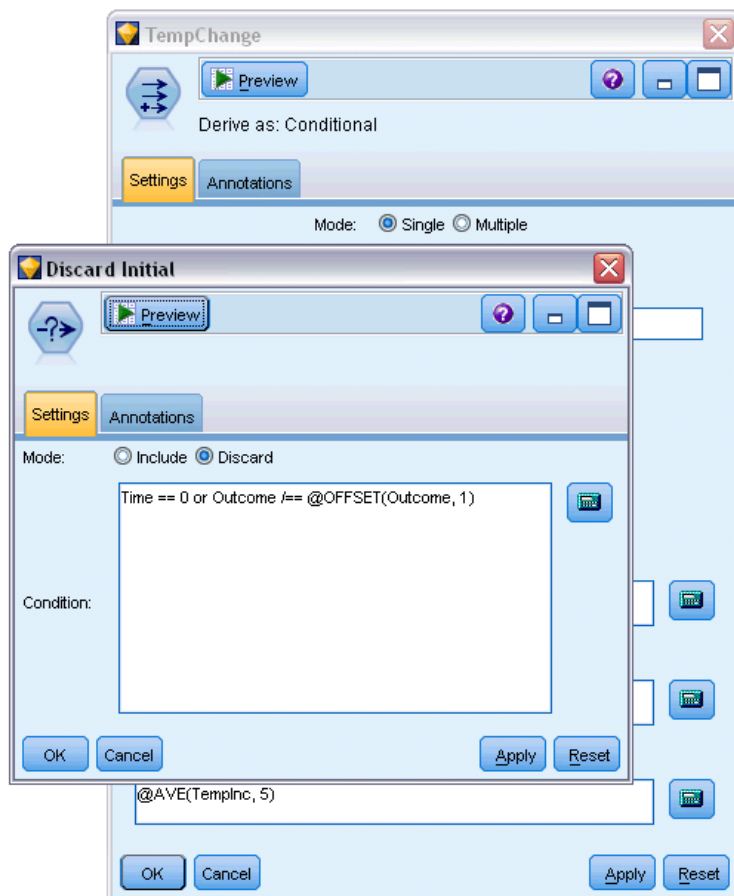 TempChange
Preview
Derive as: Conditional
Settings Annotations
Mode: Single Multiple
Discard Initial
Preview
Settings Annotations
Mode: Include Discard
Time == 0 or Outcome /== @OFFSET(Outcome, 1)
Condition:
OK Cancel Apply Reset
@AVE(TempInc, 5)
OK Cancel Apply Reset